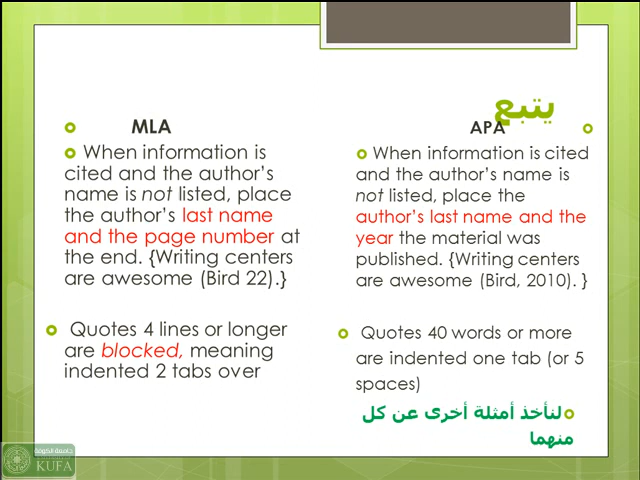 يتبع
MLA
When information is
cited and the author's
name is not listed, place
the author's last name
and the page number at
the end. {Writing centers
are awesome (Bird 22).}
Quotes 4 lines or longer
are blocked, meaning
indented 2 tabs over
APA
When information is cited
and the author's name is
not listed, place the
author's last name and the
year the material was
published. {Writing centers
are awesome (Bird, 2010). }
Quotes 40 words or more
are indented one tab (or 5
spaces)
لنأخذ أمثلة أخرى عن كل
منهما
جامعة الكوفة
KUFA